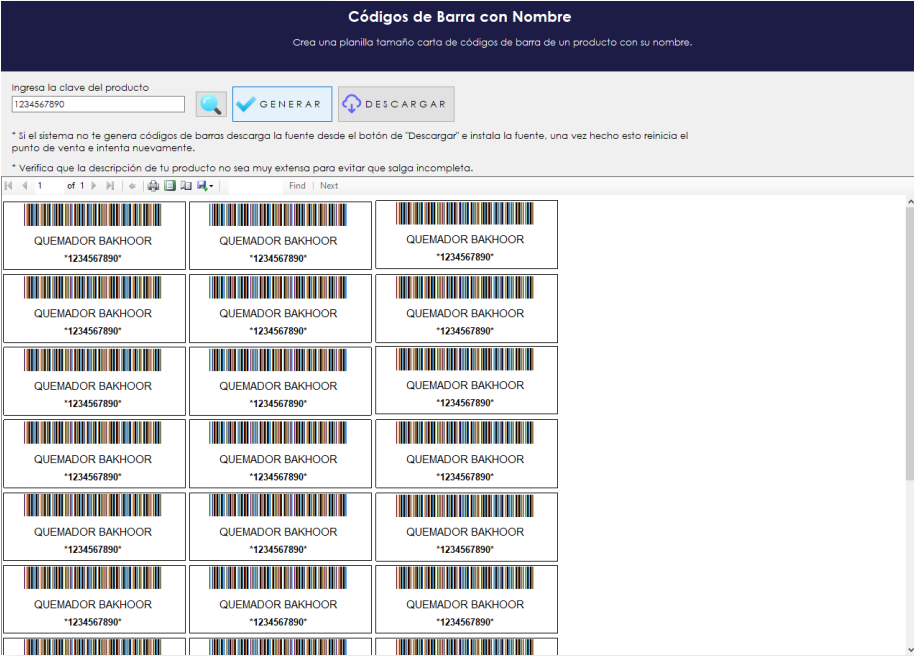 Códigos de Barra con Nombre
Crea una planilla tamaño carta de códigos de barra de un producto con su nombre.
Ingresa la clave del producto
1234567890
GENERAR
DESCARGAR
* Si el sistema no te genera códigos de barras descarga la fuente desde el botón de "Descargar" e instala la fuente, una vez hecho esto reinicia el
punto de venta e intenta nuevamente.
* Verifica que la descripción de tu producto no sea muy extensa para evitar que salga incompleta.
1 of 1 Find | Next
QUEMADOR BAKHOOR QUEMADOR BAKHOOR QUEMADOR BAKHOOR
*1234567890* *1234567890* *1234567890*
QUEMADOR BAKHOOR QUEMADOR BAKHOOR QUEMADOR BAKHOOR
*1234567890* *1234567890* *1234567890*
QUEMADOR BAKHOOR QUEMADOR BAKHOOR QUEMADOR BAKHOOR
*1234567890* *1234567890* *1234567890*
QUEMADOR BAKHOOR QUEMADOR BAKHOOR QUEMADOR BAKHOOR
*1234567890* *1234567890* *1234567890*
QUEMADOR BAKHOOR QUEMADOR BAKHOOR QUEMADOR BAKHOOR
*1234567890* *1234567890* *1234567890*
QUEMADOR BAKHOOR QUEMADOR BAKHOOR QUEMADOR BAKHOOR
*1234567890* *1234567890* *1234567890*